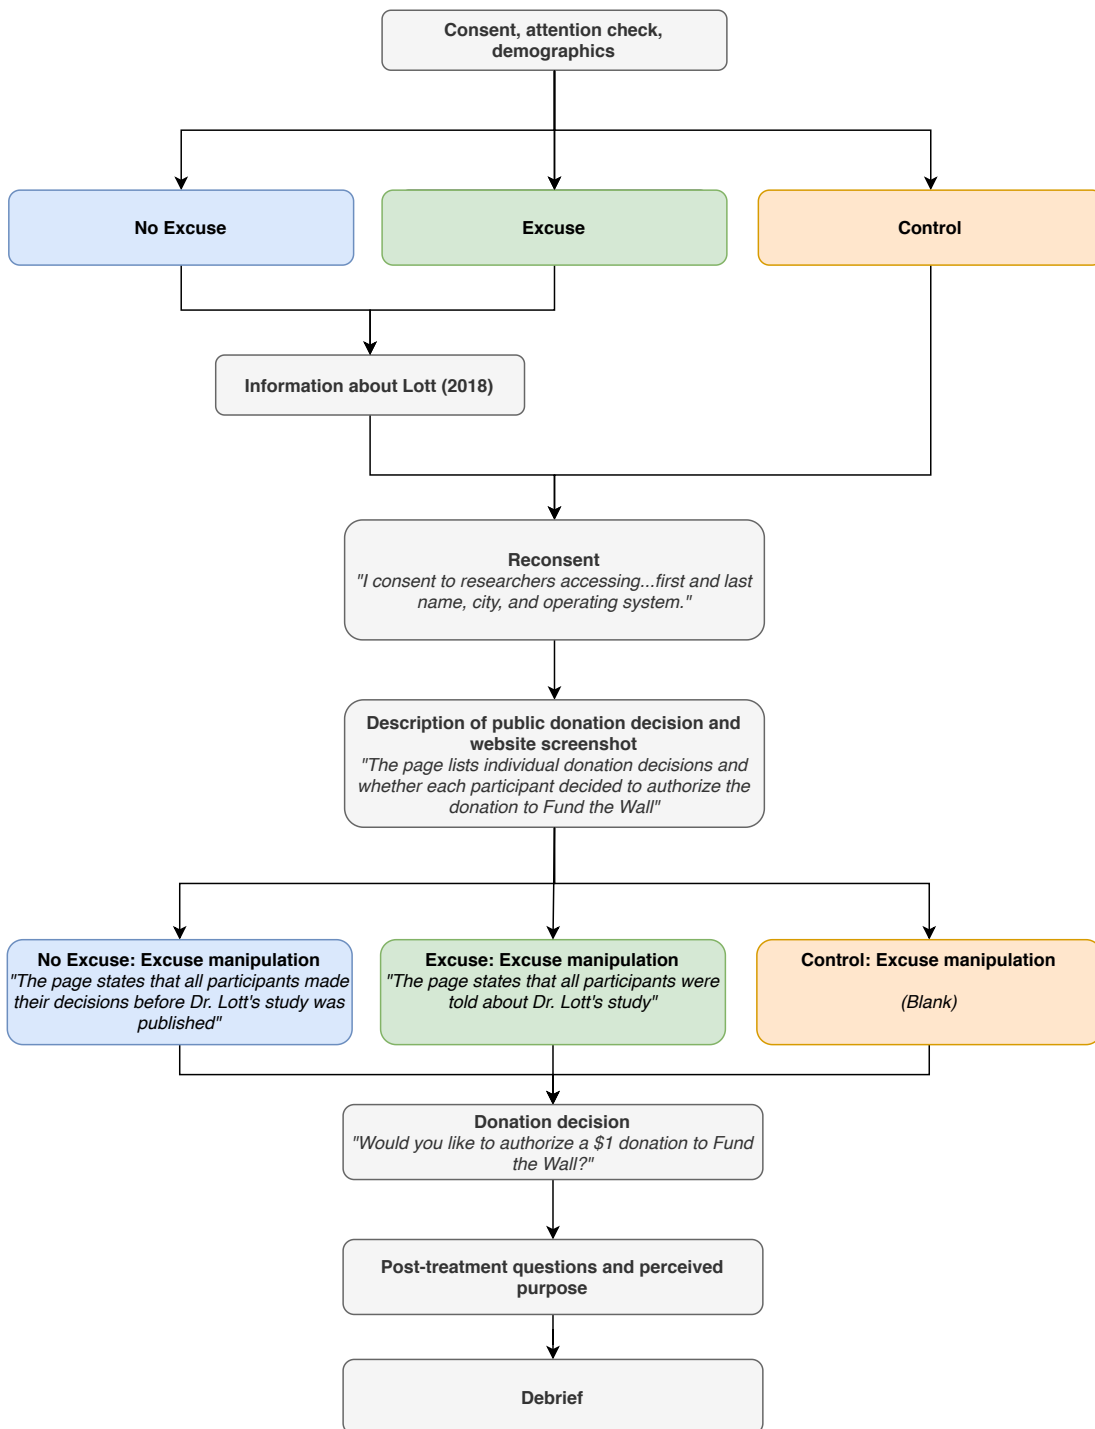 Consent, attention check,
demographics
No Excuse
Excuse
Control
Information about Lott (2018)
Reconsent
"I consent to researchers accessing...first and last
name, city, and operating system."
Description of public donation decision and
website screenshot
"The page lists individual donation decisions and
whether each participant decided to authorize the
donation to Fund the Wall"
No Excuse: Excuse manipulation
"The page states that all participants made
their decisions before Dr. Lott's study was
published"
Excuse: Excuse manipulation
"The page states that all participants were
told about Dr. Lott's study"
Control: Excuse manipulation
(Blank)
Donation decision
"Would you like to authorize a $1 donation to Fund
the Wall?"
Post-treatment questions and perceived
purpose
Debrief